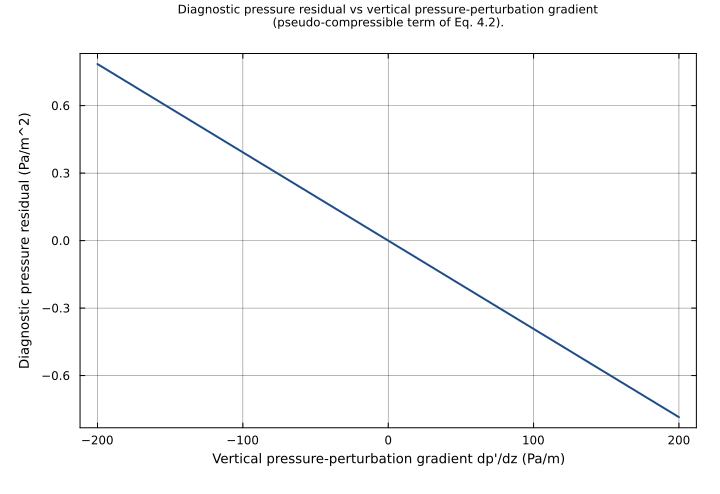 Diagnostic pressure residual vs vertical pressure-perturbation gradient
(pseudo-compressible term of Eq. 4.2).
Diagnostic pressure residual (Pa/m^2)
0.6
0.3
0.0
−0.3
−0.6
−200
−100
0
100
200
Vertical pressure-perturbation gradient dp'/dz (Pa/m)